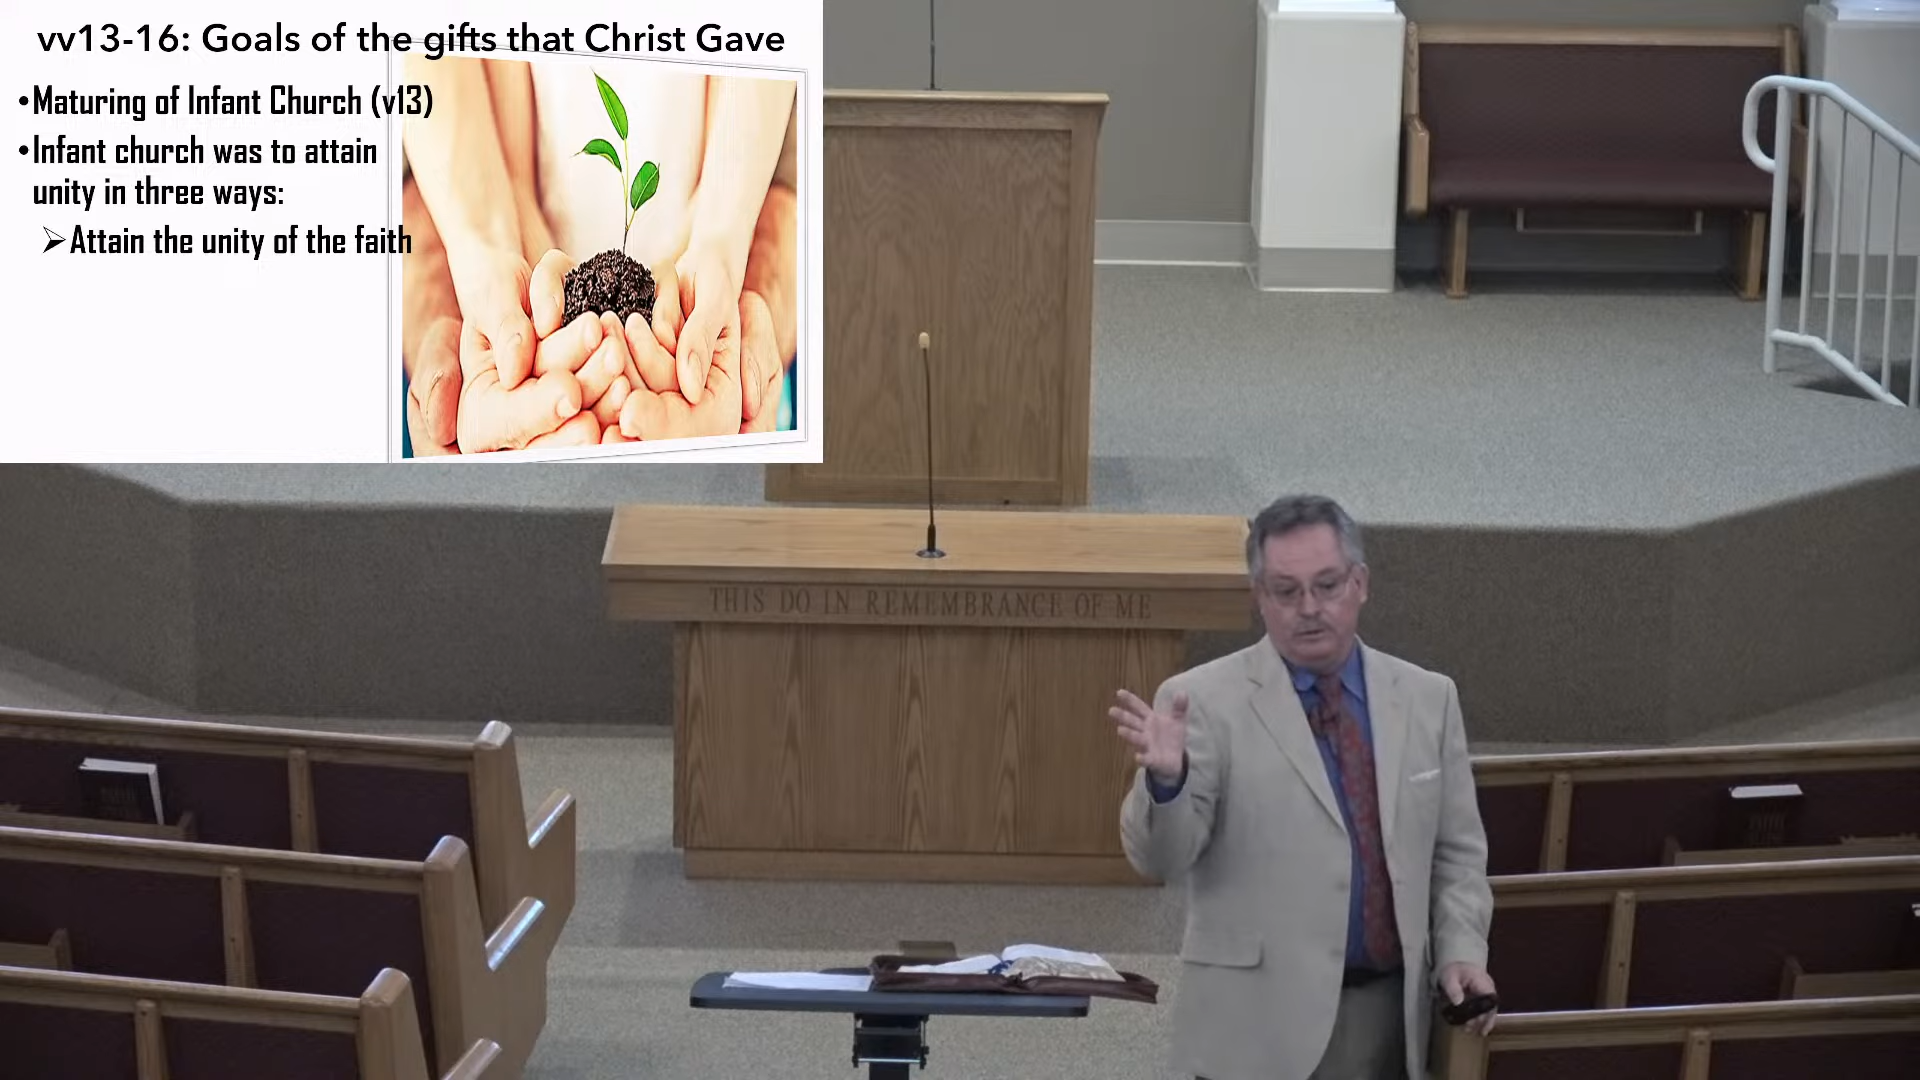 vv13-16: Goals of the gifts that Christ Gave
•Maturing of Infant Church (v13)
•Infant church was to attain
unity in three ways:
➢Attain the unity of the faith
THIS DO IN REMEMBRANCE OF ME